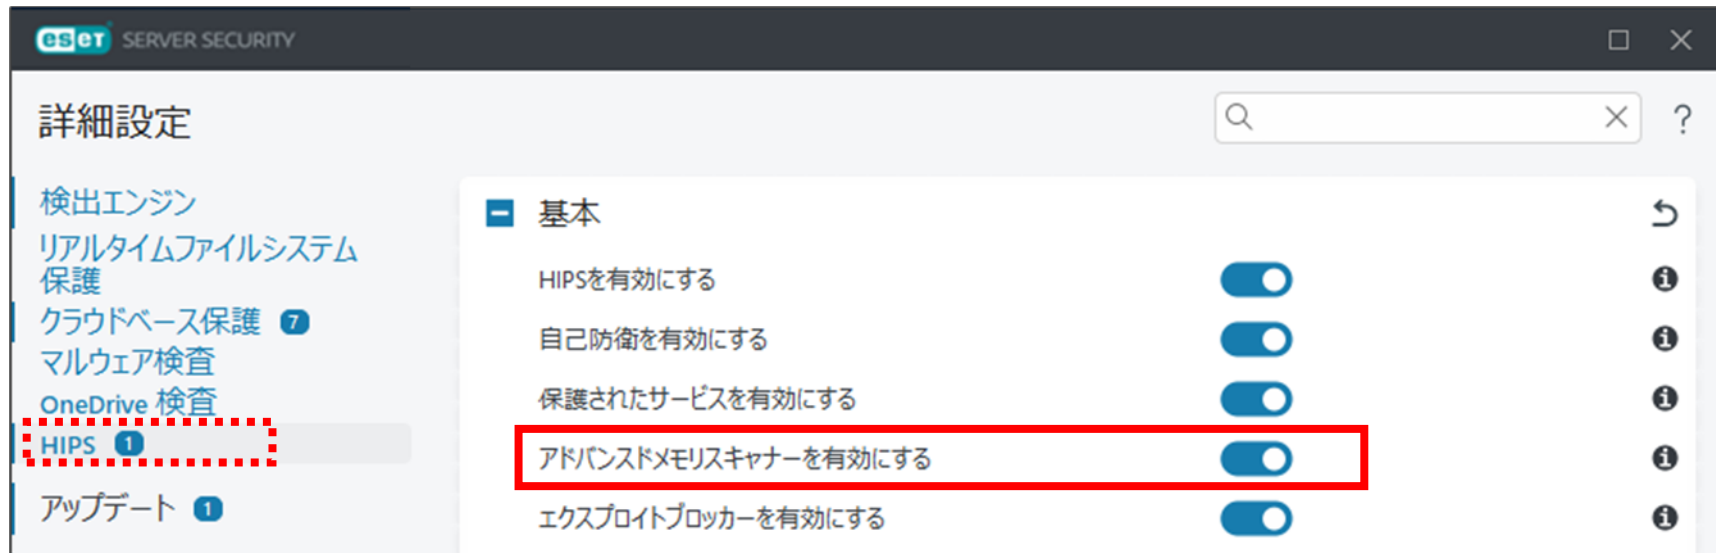 eset SERVER SECURITY
詳細設定
?
検出エンジン
リアルタイムファイルシステム
保護
クラウドベース保護 7
マルウェア検査
OneDrive 検査
HIPS 1
アップデート 1
基本
HIPSを有効にする
自己防衛を有効にする
保護されたサービスを有効にする
アドバンスドメモリスキャナーを有効にする
エクスプロイトブロッカーを有効にする